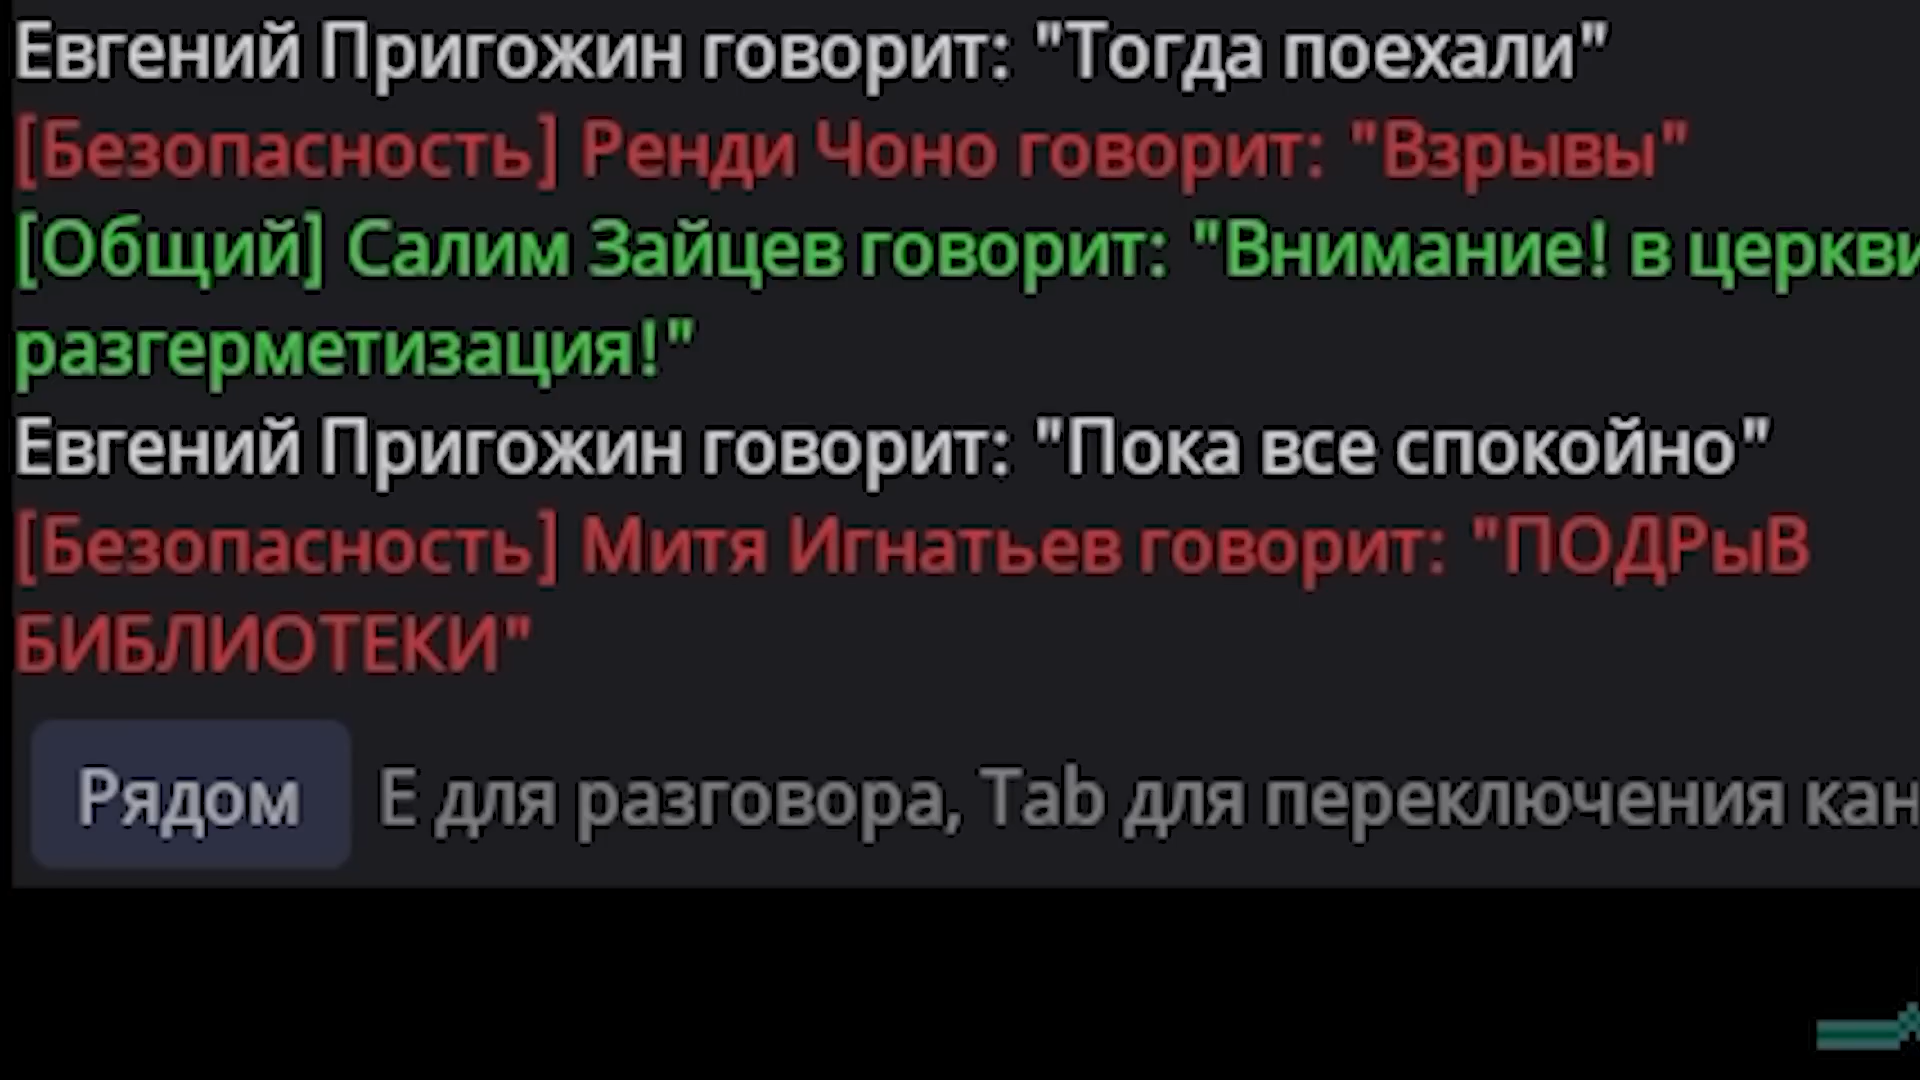 Евгений Пригожин говорит: "Тогда поехали"
[Безопасность] Ренди Чоно говорит: "Взрывы"
[Общий] Салим Зайцев говорит: "Внимание! в церкви
разгерметизация!"
Евгений Пригожин говорит: "Пока все спокойно"
[Безопасность] Митя Игнатьев говорит: "ПОДРыВ
БИБЛИОТЕКИ"
Рядом E для разговора, Tab для переключения кан